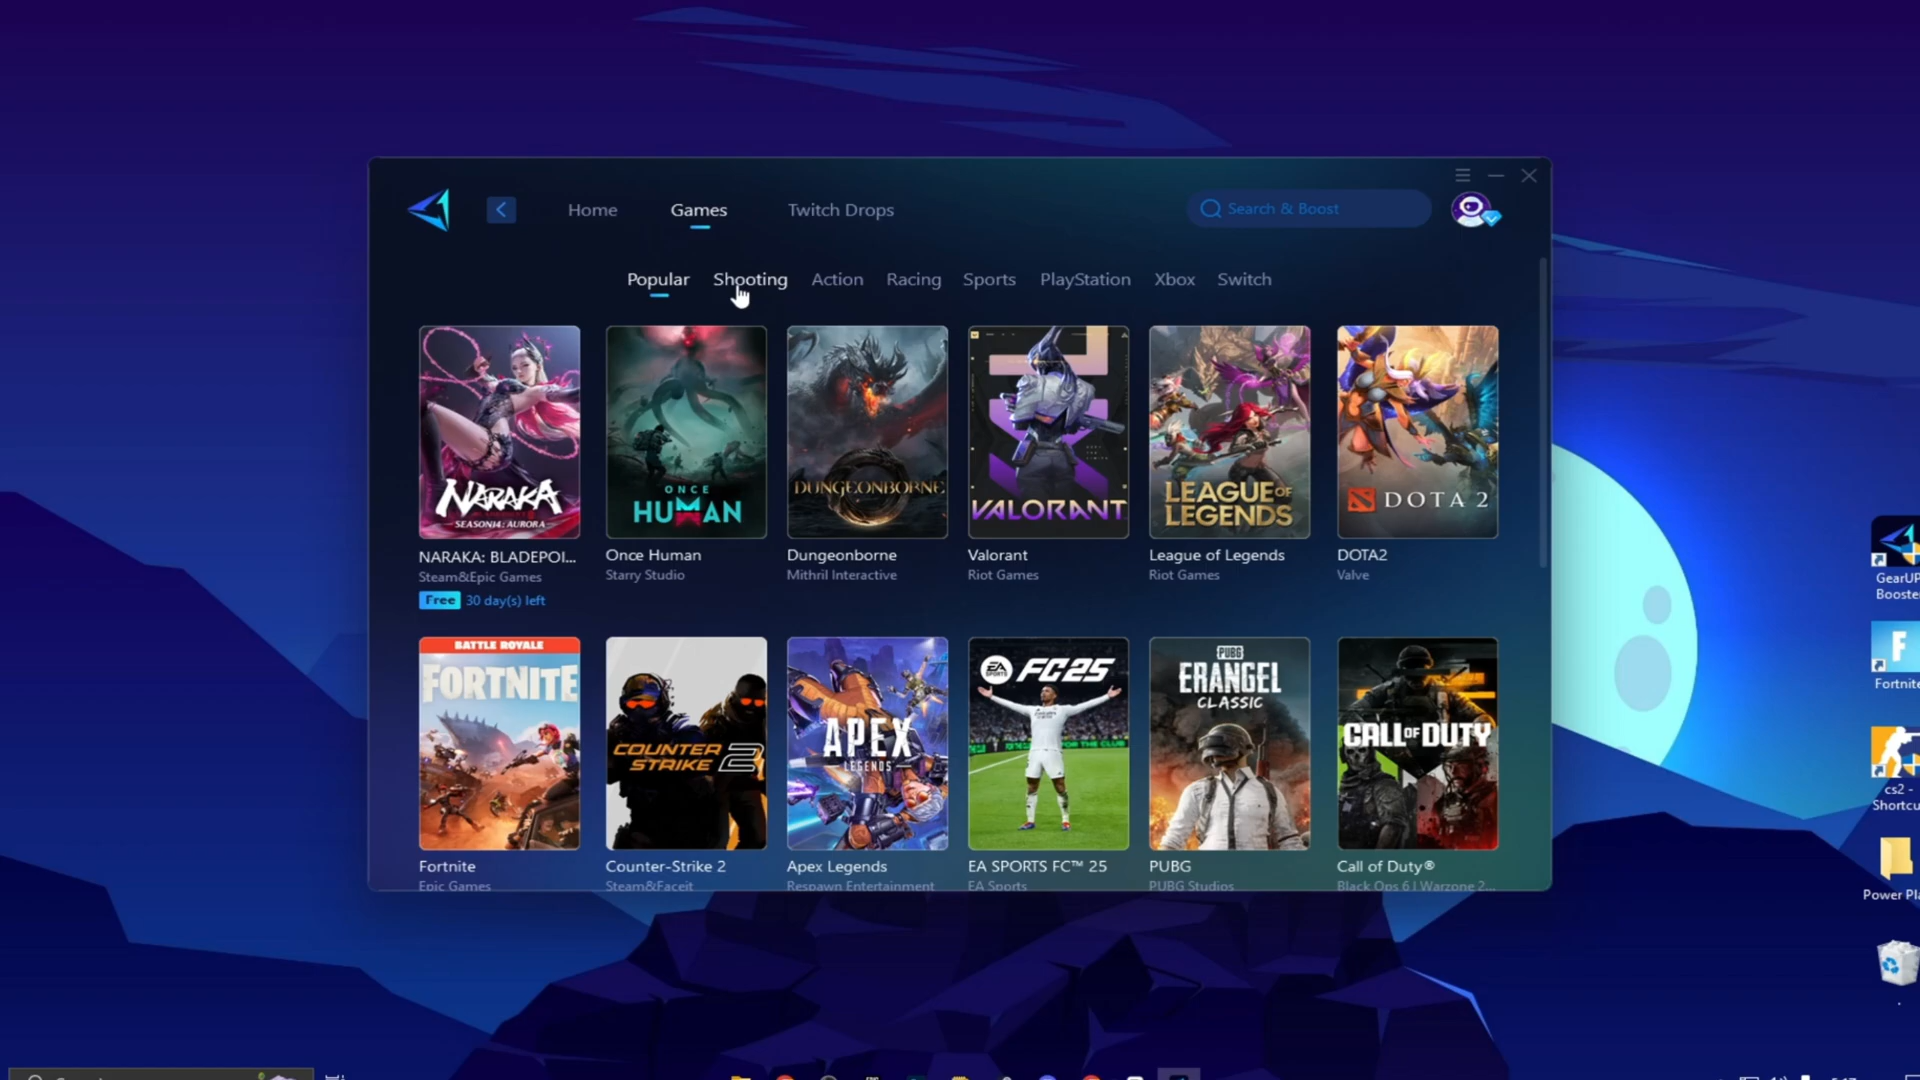 Home
Games
Twitch Drops
Search & Boost
Popular
Shooting
Action
Racing
Sports
PlayStation
Xbox
Switch
NARAKA
SEASON14: AURORA
ONCE
HUMAN
DUNGEONBORNE
VALORANT
LEAGUE OF
LEGENDS
DOTA 2
NARAKA: BLADEPOI...
Steam&Epic Games
Free 30 day(s) left
Once Human
Starry Studio
Dungeonborne
Mithril Interactive
Valorant
Riot Games
League of Legends
Riot Games
DOTA2
Valve
BATTLE ROYALE
FORTNITE
COUNTER
STRIKE 2
APEX
LEGENDS
EA SPORTS FC25
FOR THE CLUB
PUBG
ERANGEL
CLASSIC
CALL OF DUTY
Fortnite
Epic Games
Counter-Strike 2
Steam&Faceit
Apex Legends
Respawn Entertainment
EA SPORTS FC™ 25
EA Sports
PUBG
PUBG Studios
Call of Duty®
Black Ops 6 | Warzone 2...
GearUP
Booste
F
Fortnite
cs2 -
Shortcu
Power Pla